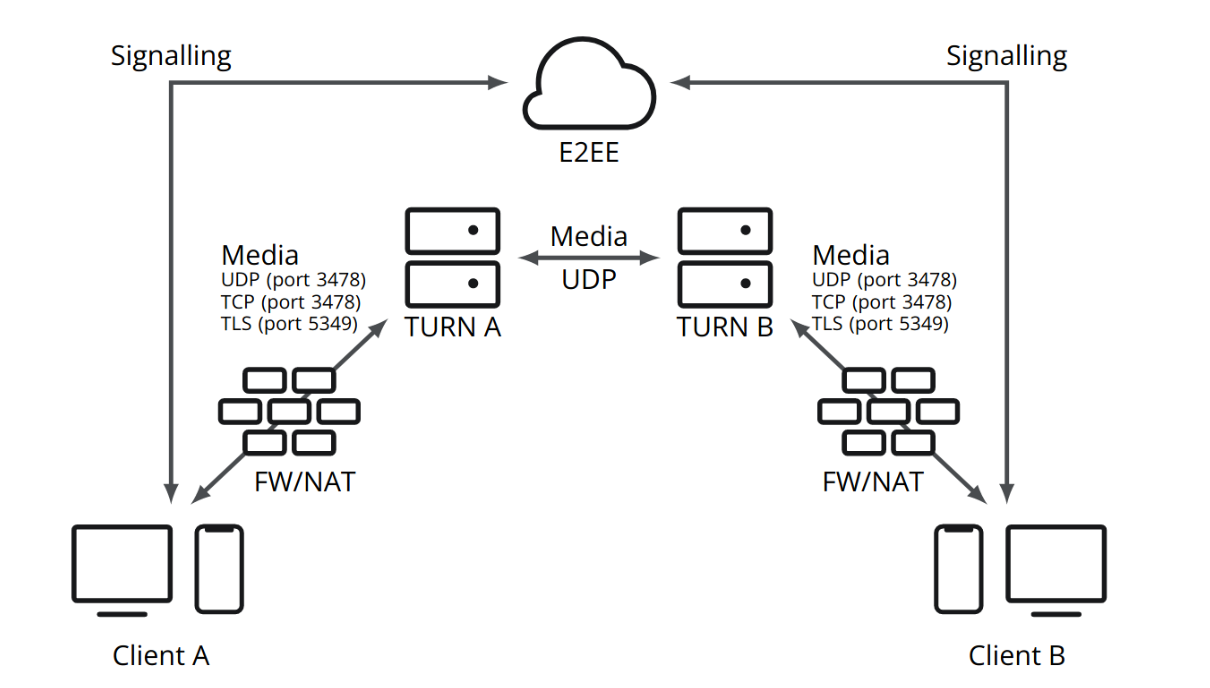 Signalling
Signalling
E2EE
Media
UDP (port 3478)
TCP (port 3478)
TLS (port 5349)
TURN A
Media
UDP
TURN B
Media
UDP (port 3478)
TCP (port 3478)
TLS (port 5349)
FW/NAT
FW/NAT
Client A
Client B